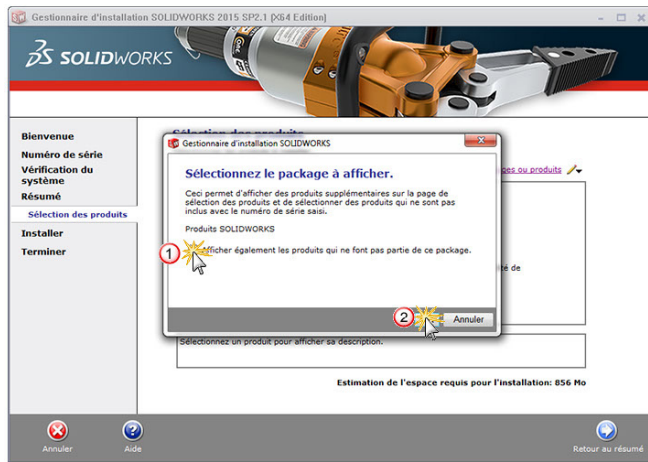 Gestionnaire d'installation SOLIDWORKS 2015 SP2.1 (X64 Edition)
SOLIDWORKS
Bienvenue
Numéro de série
Vérification du
système
Résumé
Sélection des produits
Installer
Terminer
Sélection des produits
ou produits
Gestionnaire d'installation SOLIDWORKS
Sélectionnez le package à afficher.
Ceci permet d'afficher des produits supplémentaires sur la page de
sélection des produits et de sélectionner des produits qui ne sont pas
inclus avec le numéro de série saisi.
Produits SOLIDWORKS
1
Afficher également les produits qui ne font pas partie de ce package.
té de
2
Annuler
Sélectionnez un produit pour afficher sa description.
Estimation de l'espace requis pour l'installation: 856 Mo
Annuler
Aide
Retour au résumé